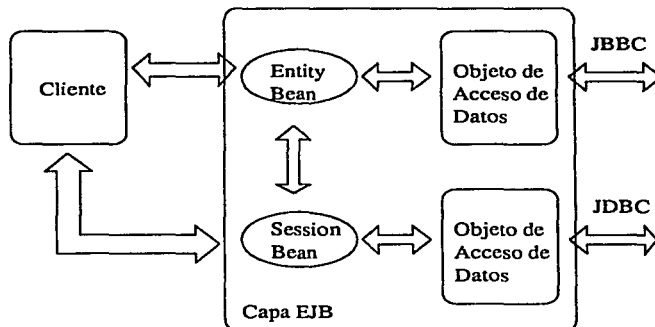 Cliente
Entity
Bean
Objeto de
Acceso de
Datos
JBBC
Session
Bean
Objeto de
Acceso de
Datos
JDBC
Capa EJB